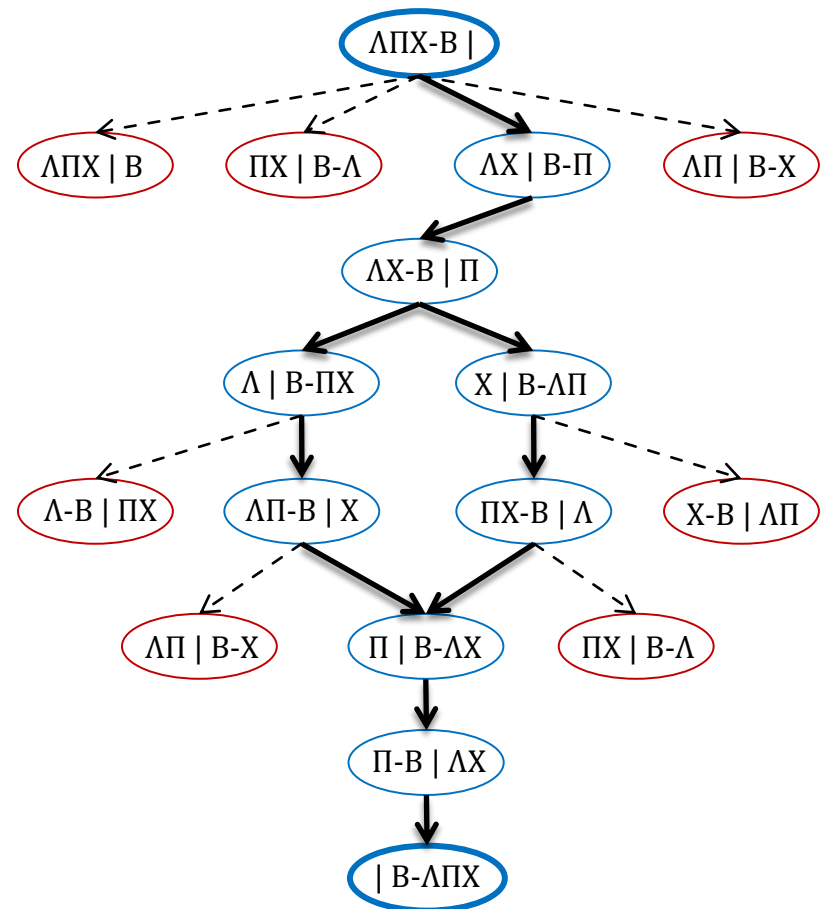 ΛΠΧ-Β |
ΛΠΧ | Β
ΠΧ | Β-Λ
ΛΧ | Β-Π
ΛΠ | Β-Χ
ΛΧ-Β | Π
Λ | Β-ΠΧ
Χ | Β-ΛΠ
Λ-Β | ΠΧ
ΛΠ-Β | Χ
ΠΧ-Β | Λ
Χ-Β | ΛΠ
ΛΠ | Β-Χ
Π | Β-ΛΧ
ΠΧ | Β-Λ
Π-Β | ΛΧ
| Β-ΛΠΧ